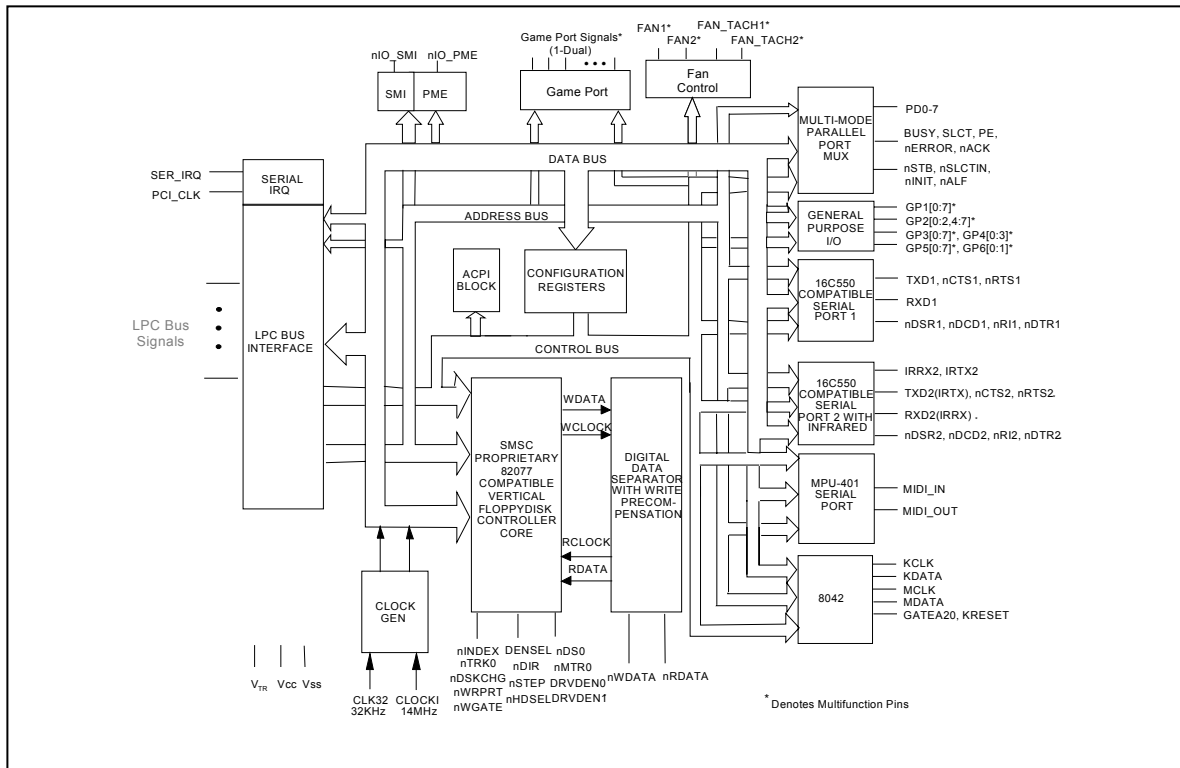 FAN1*
FAN_TACH1*
FAN2*
FAN_TACH2*
Game Port Signals*
(1-Dual)
nIO_SMI
nIO_PME
SMI
PME
Game Port
Fan
Control
MULTI-MODE
PARALLEL
PORT
MUX
PD0-7
BUSY, SLCT, PE,
nERROR, nACK
nSTB, nSLCTIN,
nINIT, nALF
DATA BUS
SER_IRQ
PCI_CLK
SERIAL
IRQ
ADDRESS BUS
GENERAL
PURPOSE
I/O
GP1[0:7]*
GP2[0:2,4:7]*
GP3[0:7]*, GP4[0:3]*
GP5[0:7]*, GP6[0:1]*
ACPI
BLOCK
CONFIGURATION
REGISTERS
16C550
COMPATIBLE
SERIAL
PORT 1
TXD1, nCTS1, nRTS1
RXD1
nDSR1, nDCD1, nRI1, nDTR1
LPC Bus
Signals
LPC BUS
INTERFACE
CONTROL BUS
16C550
COMPATIBLE
SERIAL
PORT 2 WITH
INFRARED
IRRX2, IRTX2
TXD2(IRTX), nCTS2, nRTS2.
RXD2(IRRX) .
nDSR2, nDCD2, nRI2, nDTR2
SMSC
PROPRIETARY
82077
COMPATIBLE
VERTICAL
FLOPPYDISK
CONTROLLER
CORE
WDATA
WCLOCK
RCLOCK
RDATA
DIGITAL
DATA
SEPARATOR
WITH WRITE
PRECOM-
PENSATION
MPU-401
SERIAL
PORT
MIDI_IN
MIDI_OUT
8042
KCLK
KDATA
MCLK
MDATA
GATEA20, KRESET
CLOCK
GEN
VTR
Vcc
Vss
CLK32
32KHz
CLOCKI
14MHz
nINDEX
nTRK0
nDSKCHG
nWRPRT
nWGATE
DENSEL
nDIR
nSTEP
nHDSEL
nDS0
nMTR0
DRVDEN0
DRVDEN1
nWDATA
nRDATA
* Denotes Multifunction Pins